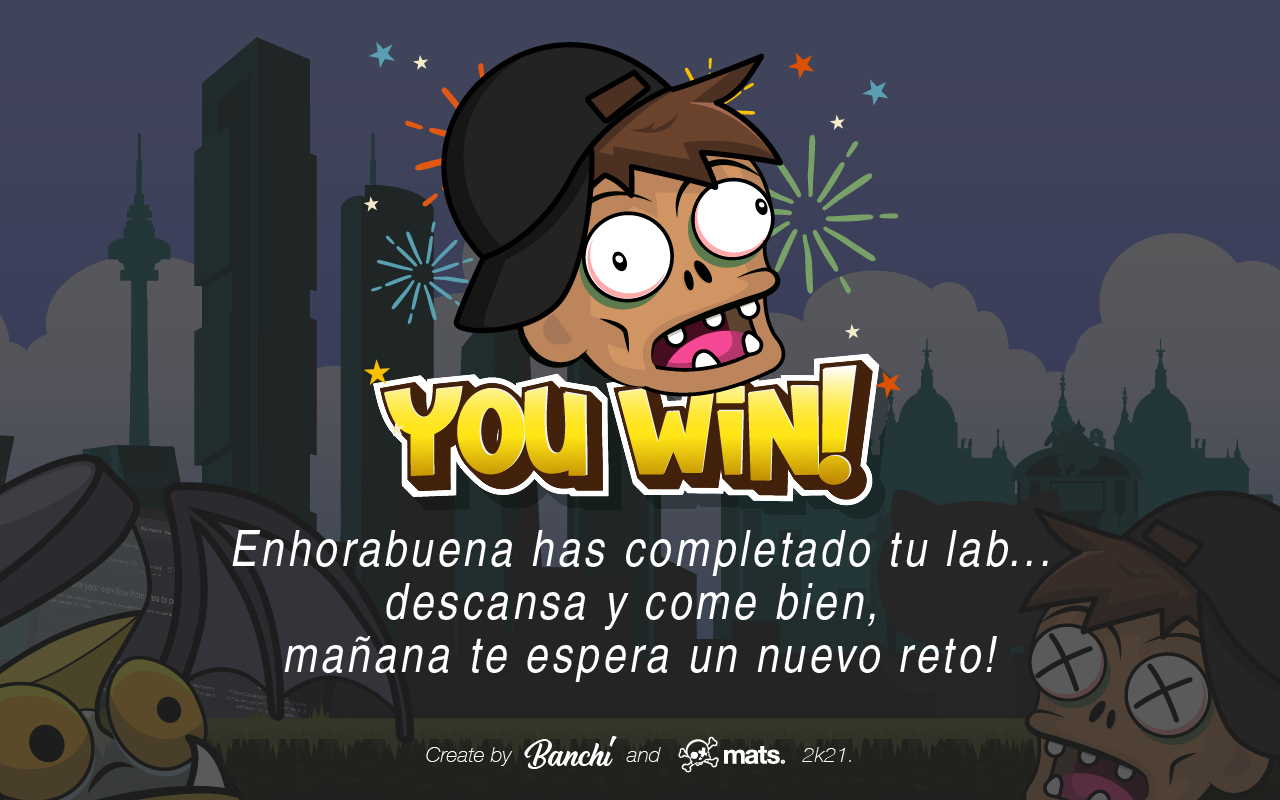 YOU WiN!
Enhorabuena has completado tu lab...
descansa y come bien,
mañana te espera un nuevo reto!
Create by Banchi and mats. 2k21.